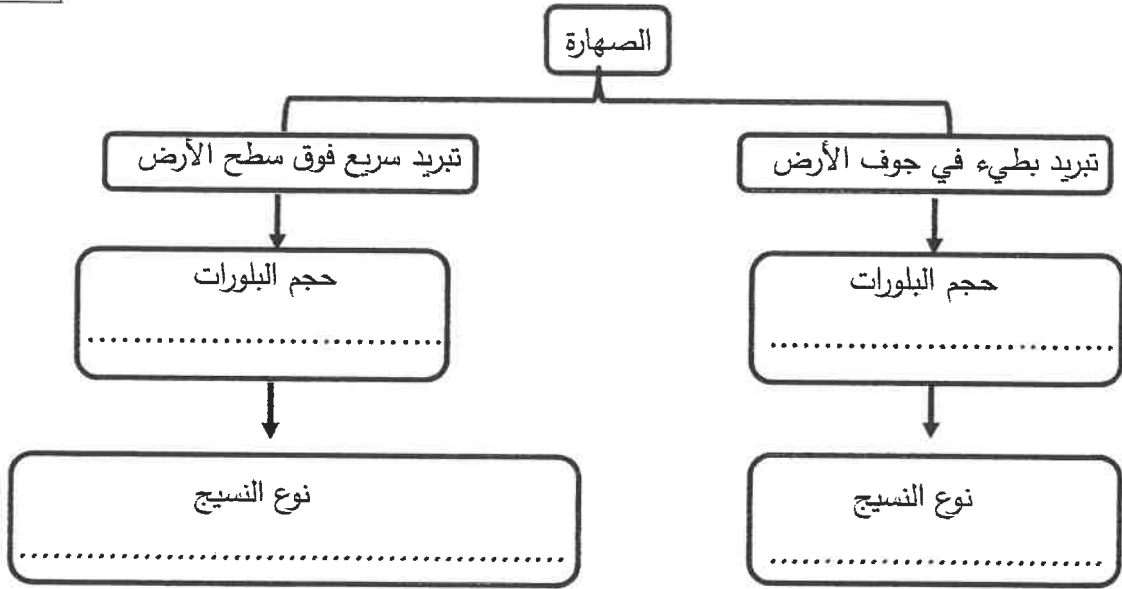 الصهارة
تبريد بطيء في جوف الأرض
تبريد سريع فوق سطح الأرض
حجم البلورات
........................................
حجم البلورات
........................................
نوع النسيج
........................................
نوع النسيج
............................................................